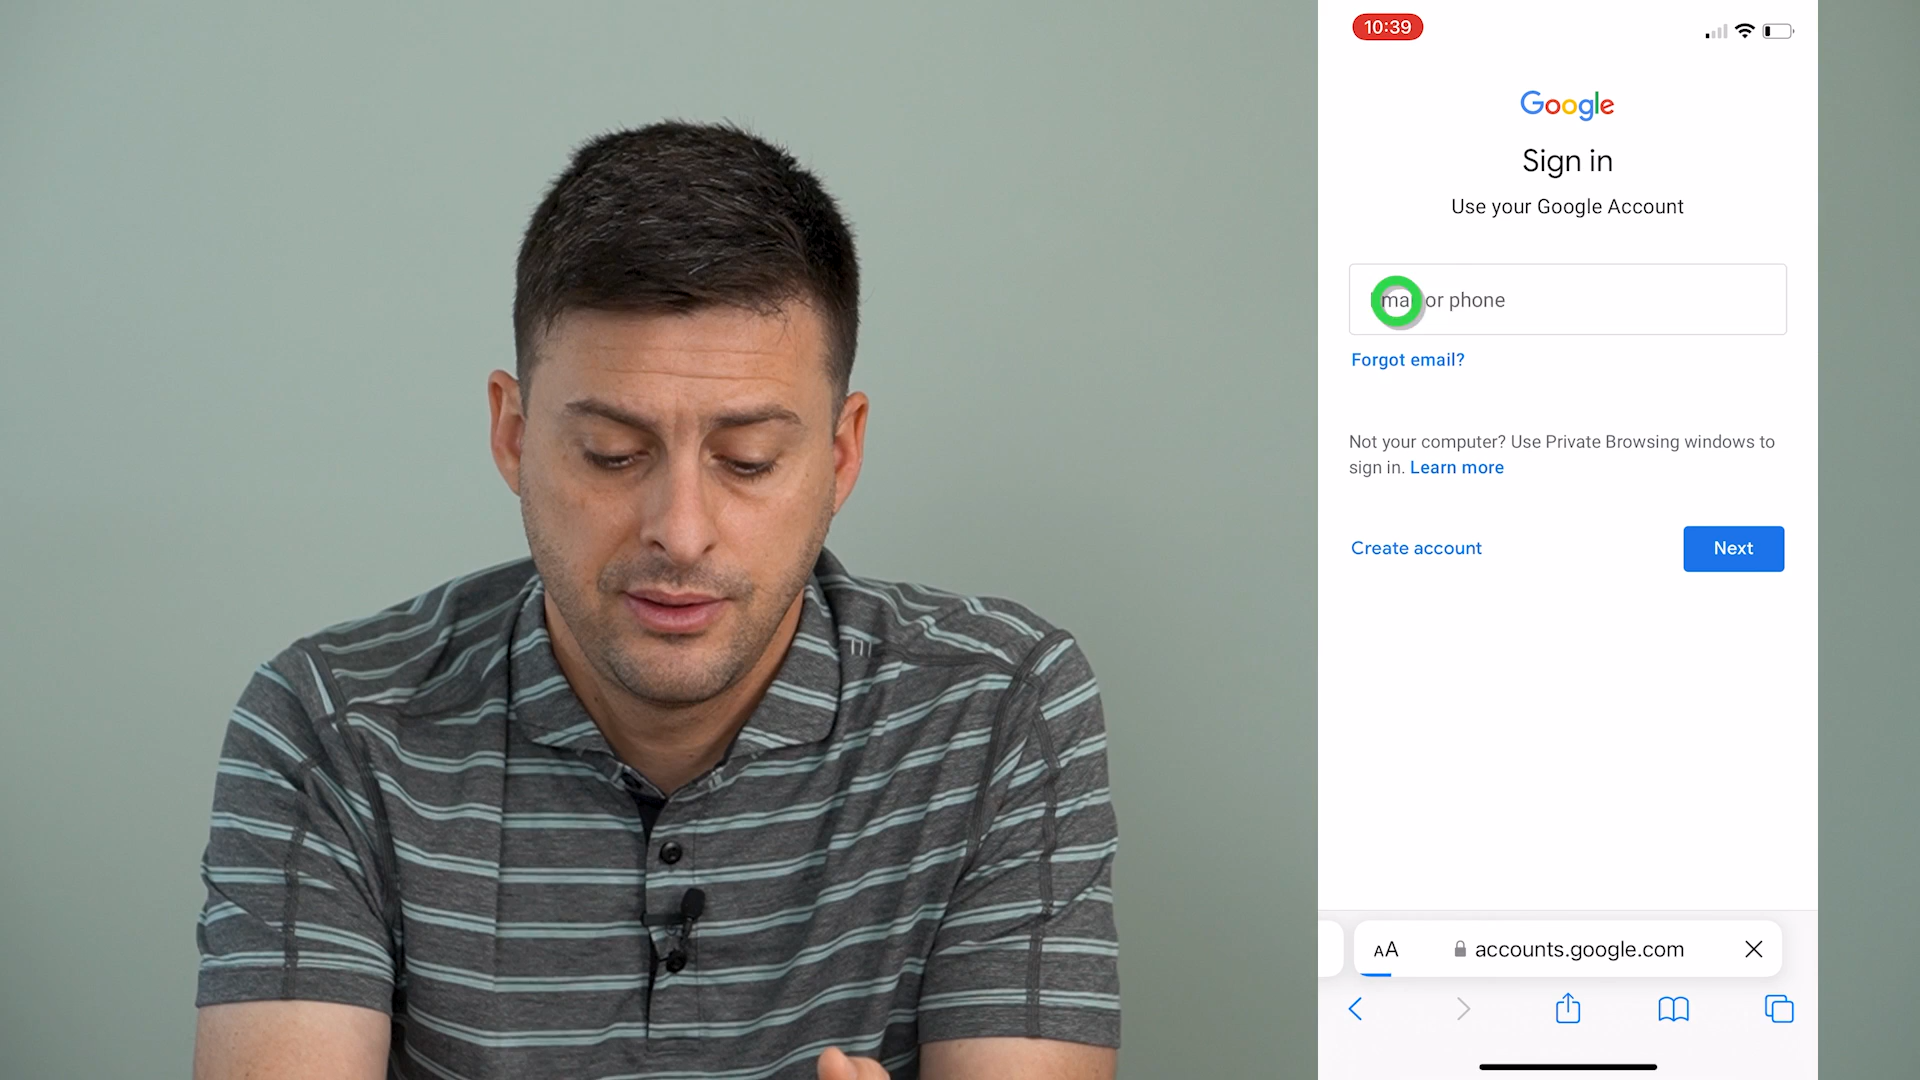 10:39
Google
Sign in
Use your Google Account
or phone
Forgot email?
Not your computer? Use Private Browsing windows to
sign in. Learn more
Create account
Next
AA
accounts.google.com